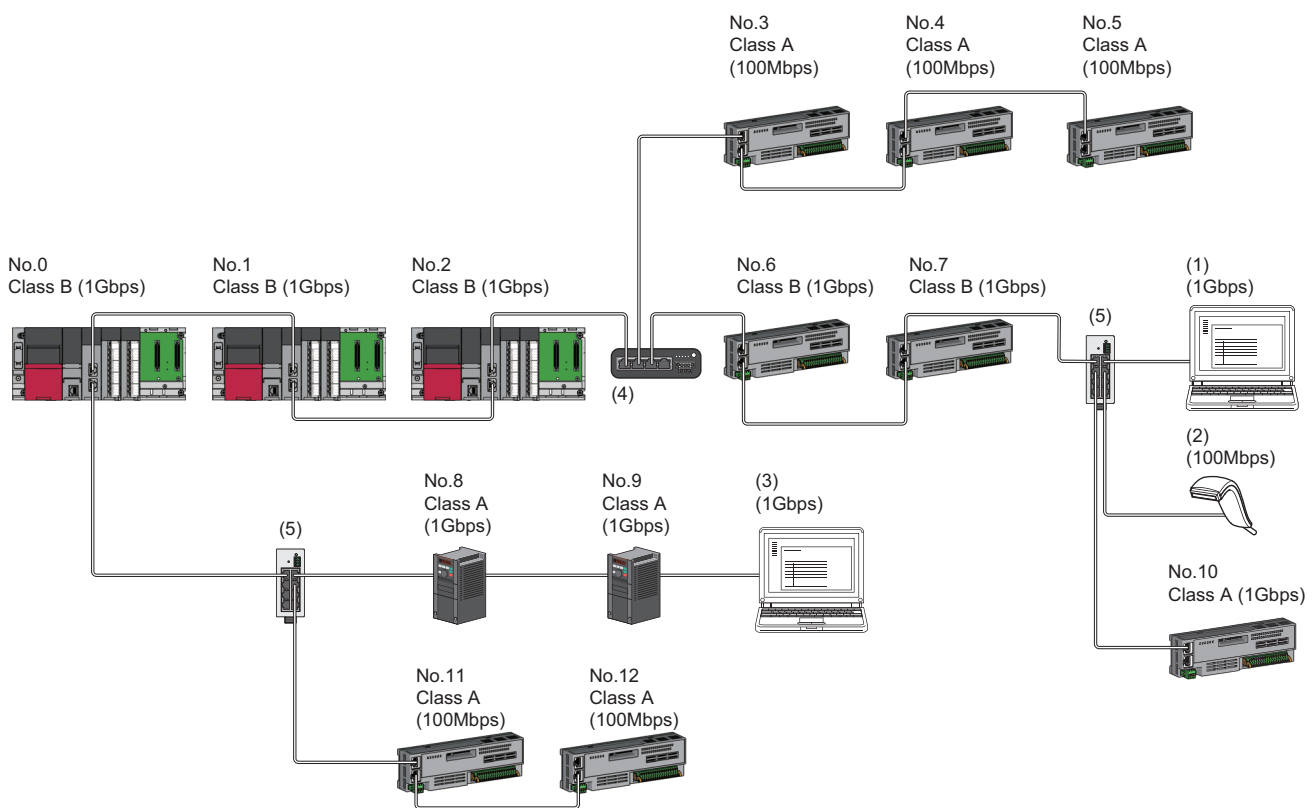 No.3
Class A
(100Mbps)
No.4
Class A
(100Mbps)
No.5
Class A
(100Mbps)
No.0
Class B (1Gbps)
No.1
Class B (1Gbps)
No.2
Class B (1Gbps)
No.6
Class B (1Gbps)
No.7
Class B (1Gbps)
(1)
(1Gbps)
(5)
(4)
(2)
(100Mbps)
No.8
Class A
(1Gbps)
No.9
Class A
(1Gbps)
(3)
(1Gbps)
(5)
No.10
Class A (1Gbps)
No.11
Class A
(100Mbps)
No.12
Class A
(100Mbps)